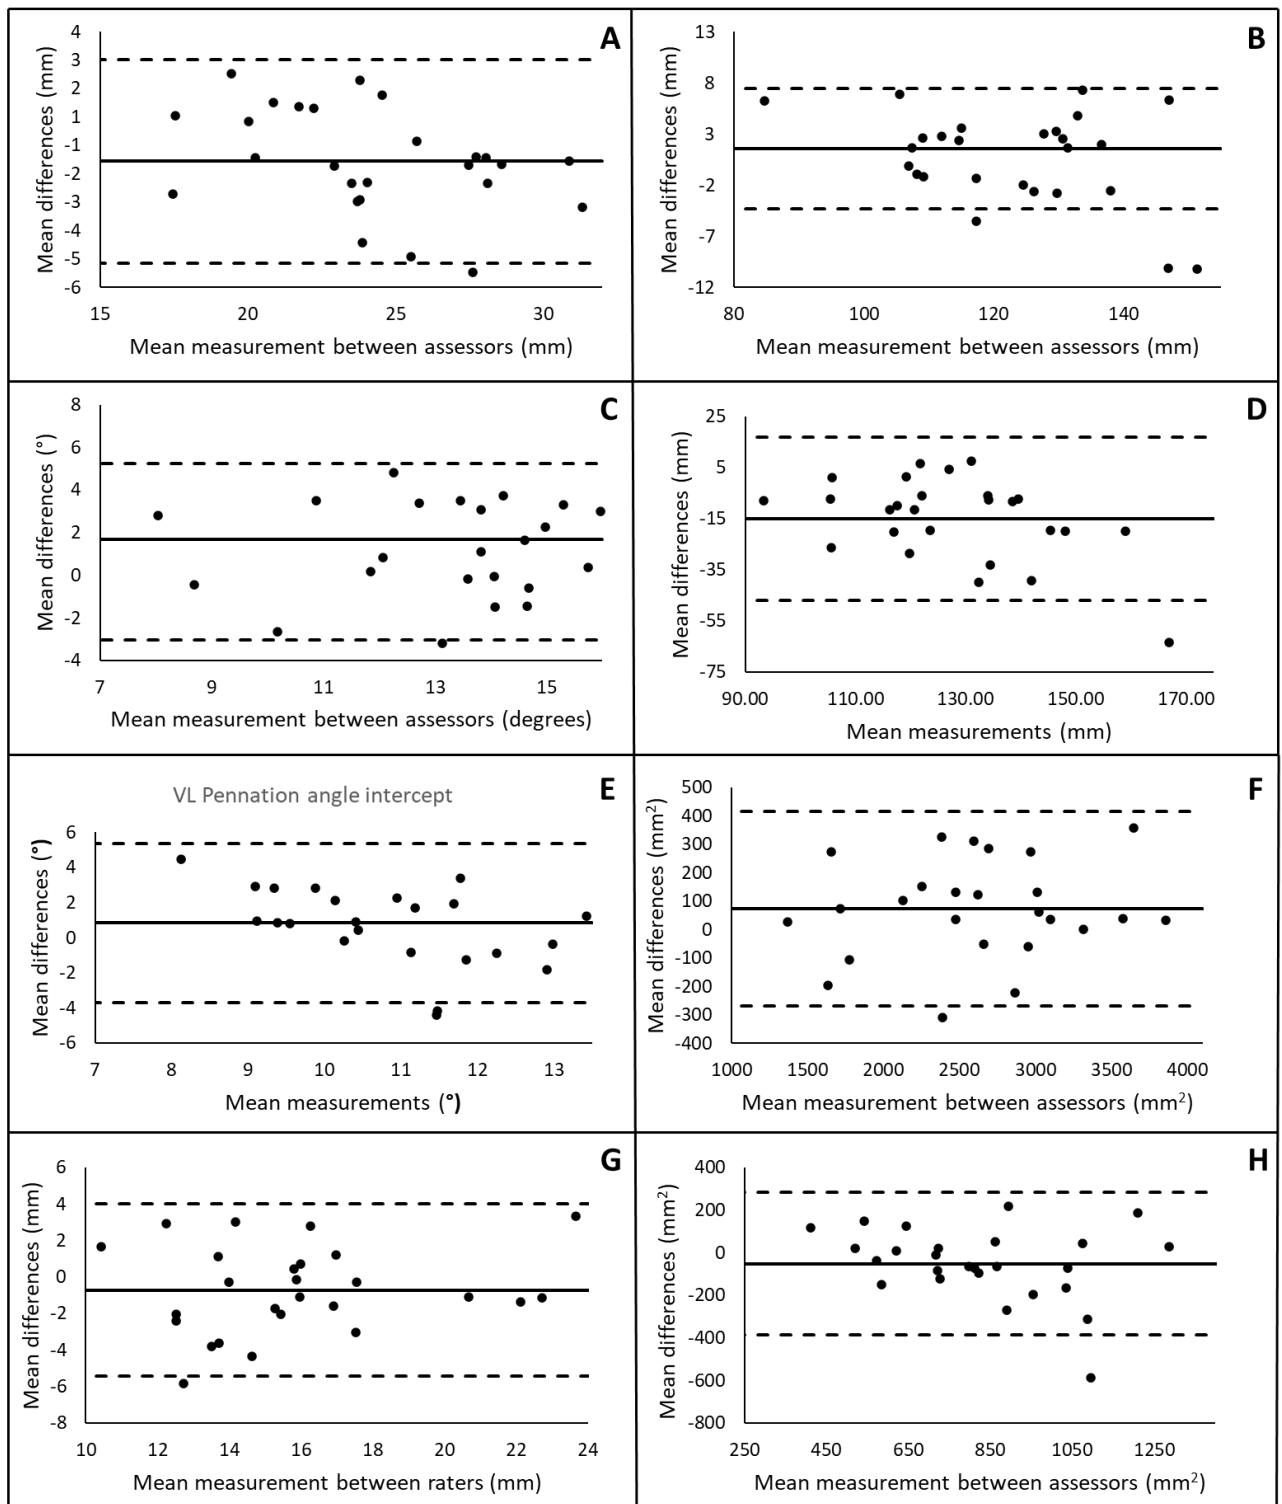 A
Mean differences (mm)
4
3
2
1
-1
-2
-3
-4
-5
-6
15 20 25 30
Mean measurement between assessors (mm)
B
Mean differences (mm)
13
8
3
-2
-7
-12
80 100 120 140
Mean measurement between assessors (mm)
C
Mean differences (°)
8
6
4
2
0
-2
-4
7 9 11 13 15
Mean measurement between assessors (degrees)
D
Mean differences (mm)
25
5
-15
-35
-55
-75
90.00 110.00 130.00 150.00 170.00
Mean measurements (mm)
E
VL Pennation angle intercept
Mean differences (°)
6
4
2
0
-2
-4
-6
7 8 9 10 11 12 13
Mean measurements (°)
F
Mean differences (mm²)
500
400
300
200
100
0
-100
-200
-300
-400
1000 1500 2000 2500 3000 3500 4000
Mean measurement between assessors (mm²)
G
Mean differences (mm)
6
4
2
0
-2
-4
-6
-8
10 12 14 16 18 20 22 24
Mean measurement between raters (mm)
H
Mean differences (mm²)
400
200
0
-200
-400
-600
-800
250 450 650 850 1050 1250
Mean measurement between assessors (mm²)